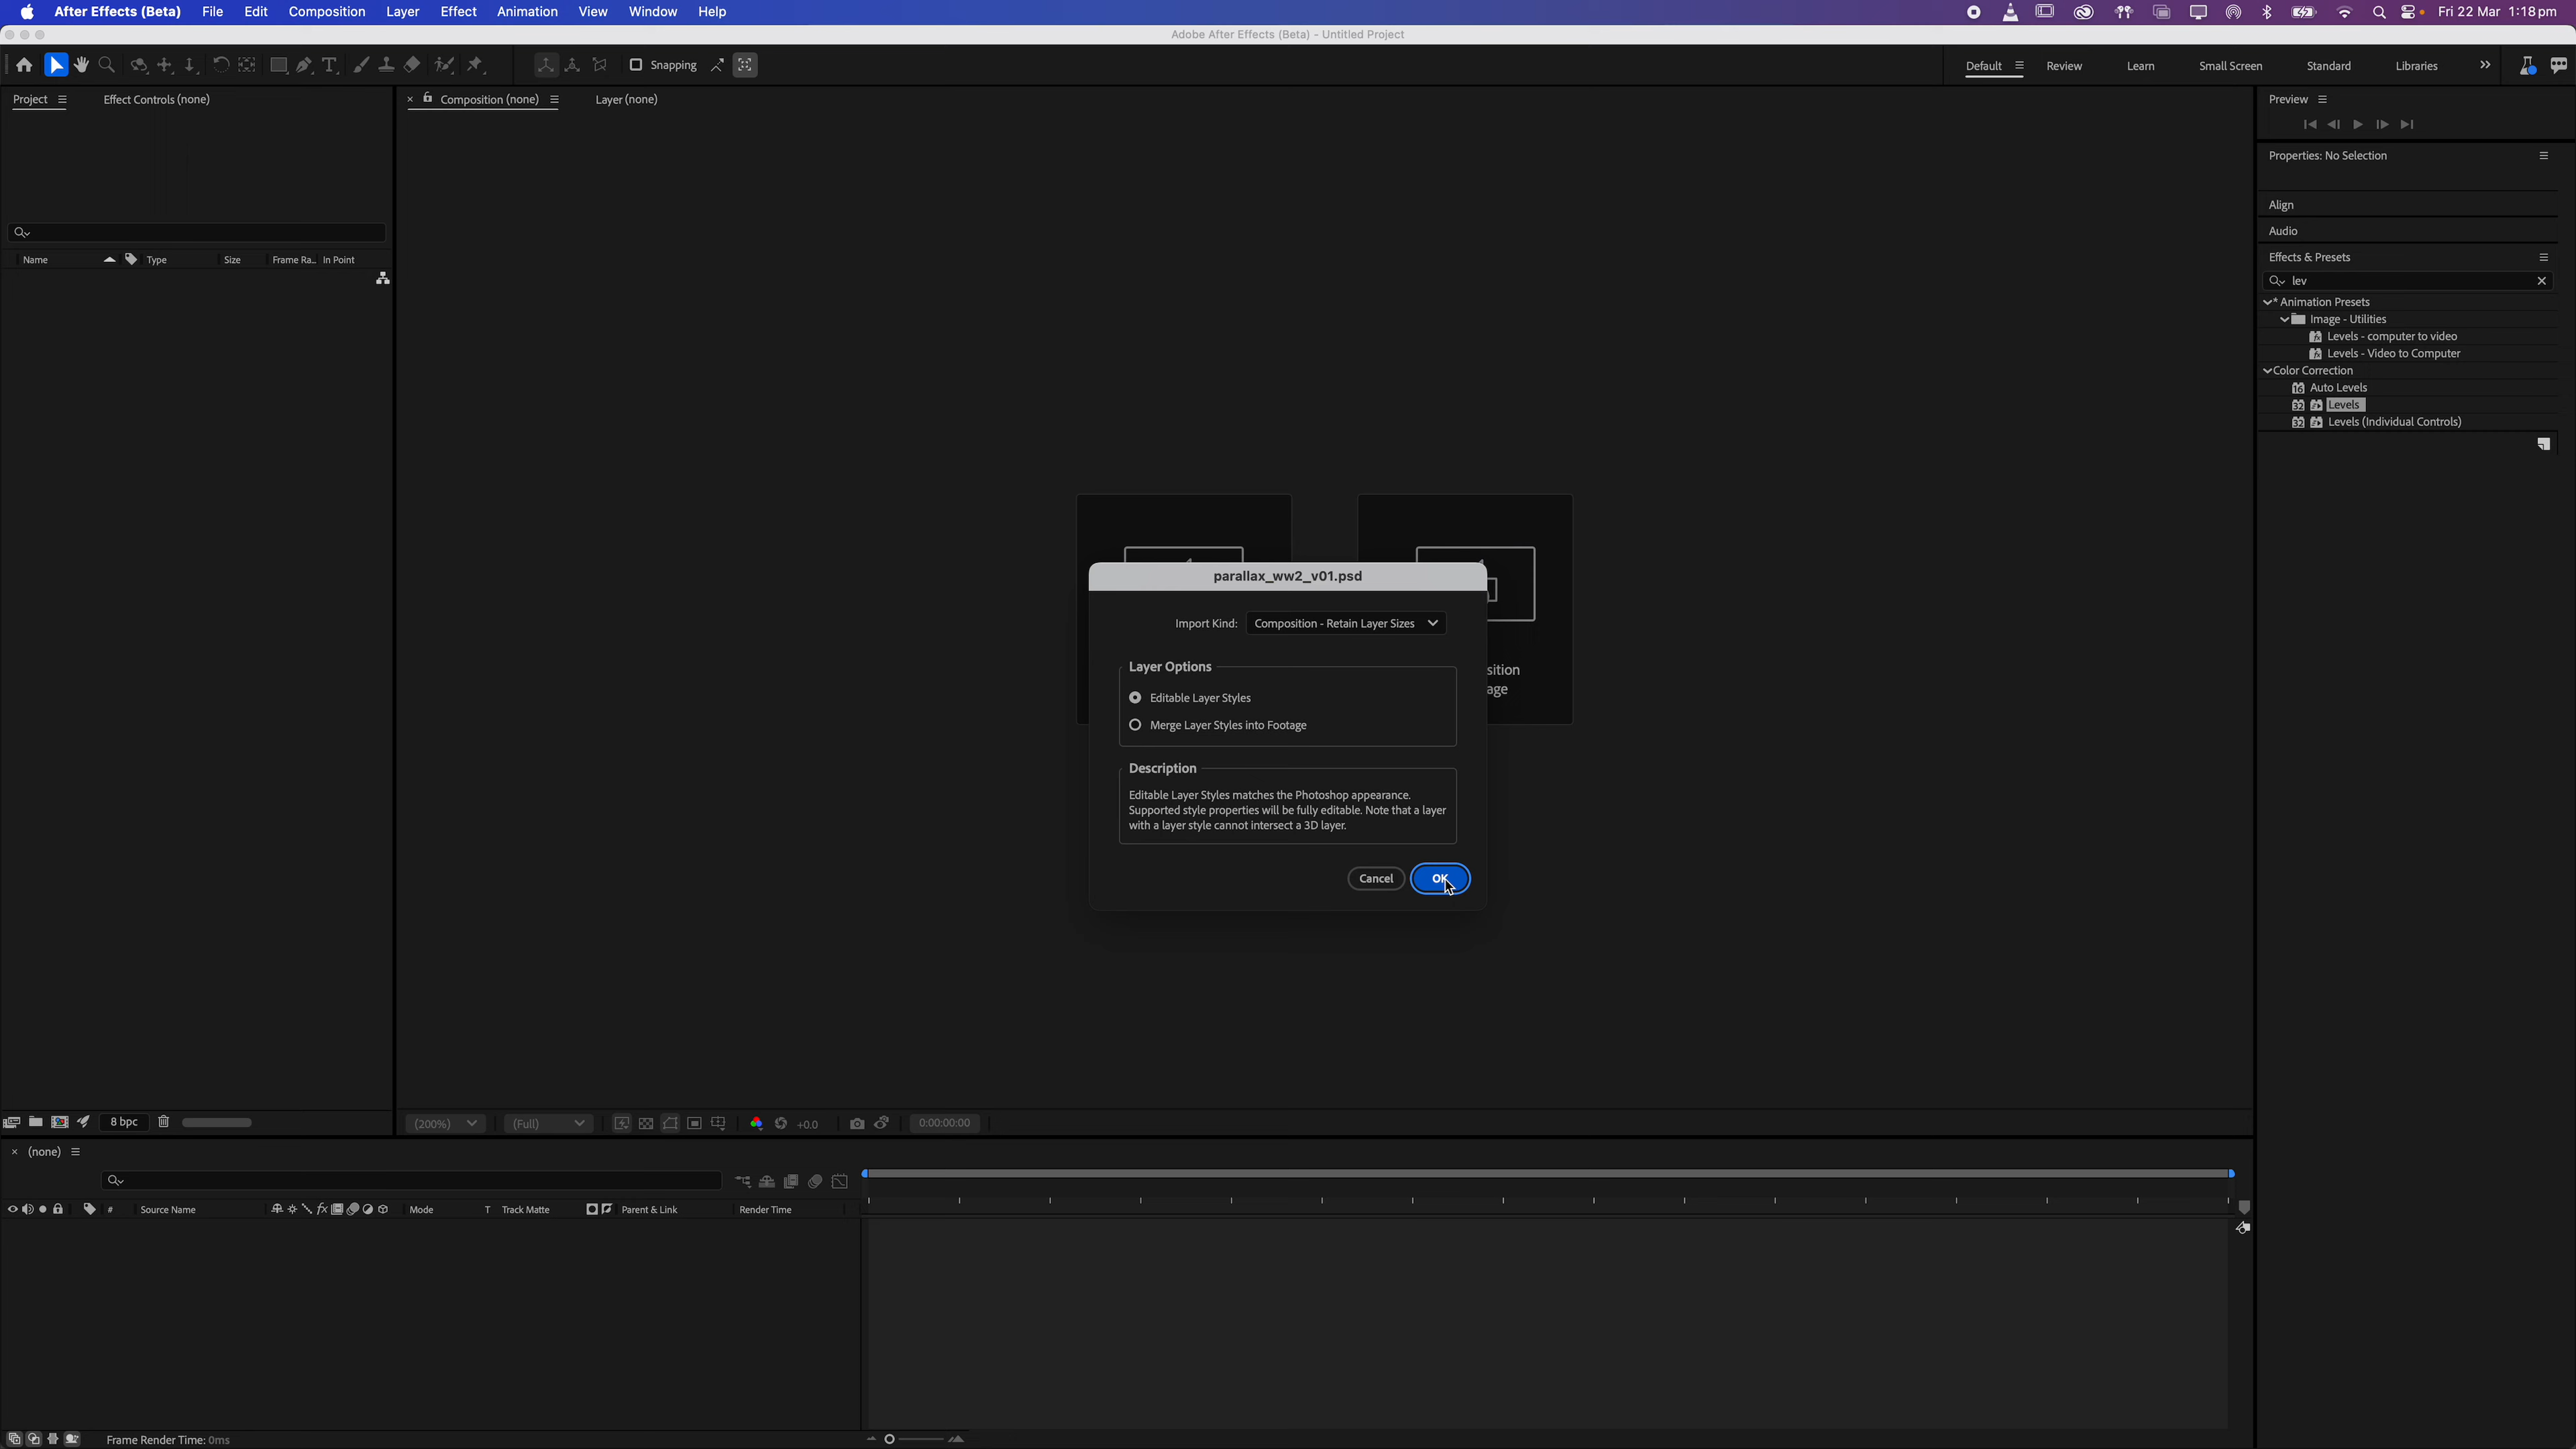 After Effects (Beta) File Edit Composition Layer Effect Animation View Window Help Fri 22 Mar 1:18 pm
Adobe After Effects (Beta) - Untitled Project
Snapping Default Review Learn Small Screen Standard Libraries
Project Effect Controls (none) Composition (none) Layer (none) Preview
Properties: No Selection
Align
Audio
Effects & Presets
lev
Name Type Size Frame Ra... In Point
* Animation Presets
Image - Utilities
Levels - computer to video
Levels - Video to Computer
Color Correction
16 Auto Levels
32 Levels
32 Levels (Individual Controls)
parallax_ww2_v01.psd
Import Kind: Composition - Retain Layer Sizes
Layer Options
sition
age
Editable Layer Styles
Merge Layer Styles into Footage
Description
Editable Layer Styles matches the Photoshop appearance.
Supported style properties will be fully editable. Note that a layer
with a layer style cannot intersect a 3D layer.
Cancel OK
8 bpc (200%) (Full) +0.0 0:00:00:00
(none)
# Source Name fx Mode T Track Matte Parent & Link Render Time
Frame Render Time: 0ms